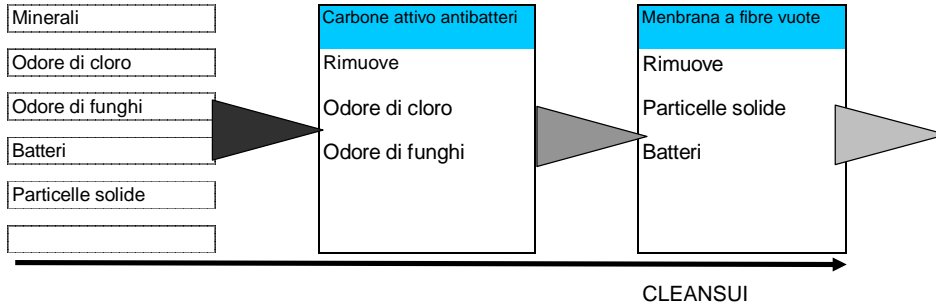 Minerali
Odore di cloro
Odore di funghi
Batteri
Particelle solide
Carbone attivo antibatteri
Rimuove
Odore di cloro
Odore di funghi
Menbrana a fibre vuote
Rimuove
Particelle solide
Batteri
CLEANSUI